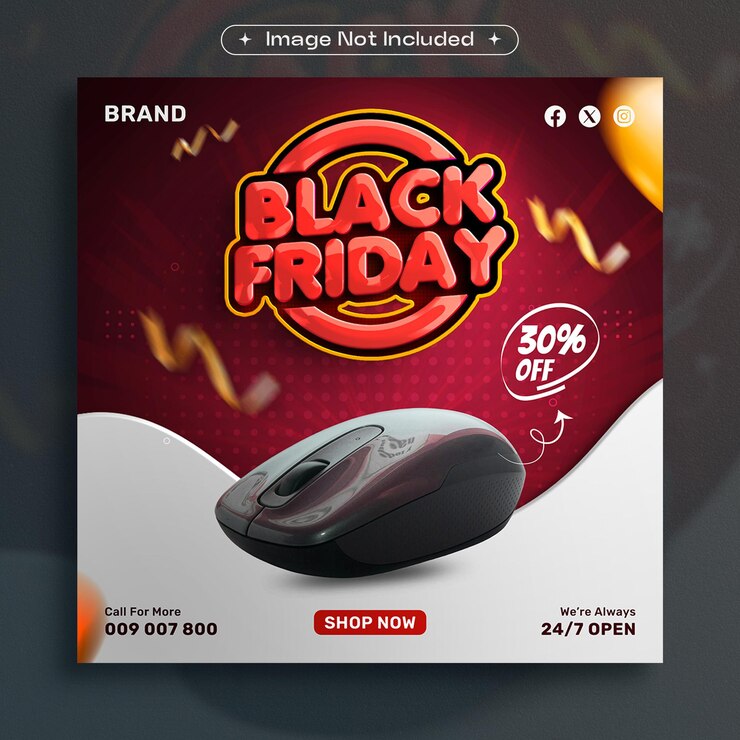 Image Not Included
BRAND
BLACK
FRIDAY
30%
OFF
Call For More
009 007 800
SHOP NOW
We're Always
24/7 OPEN